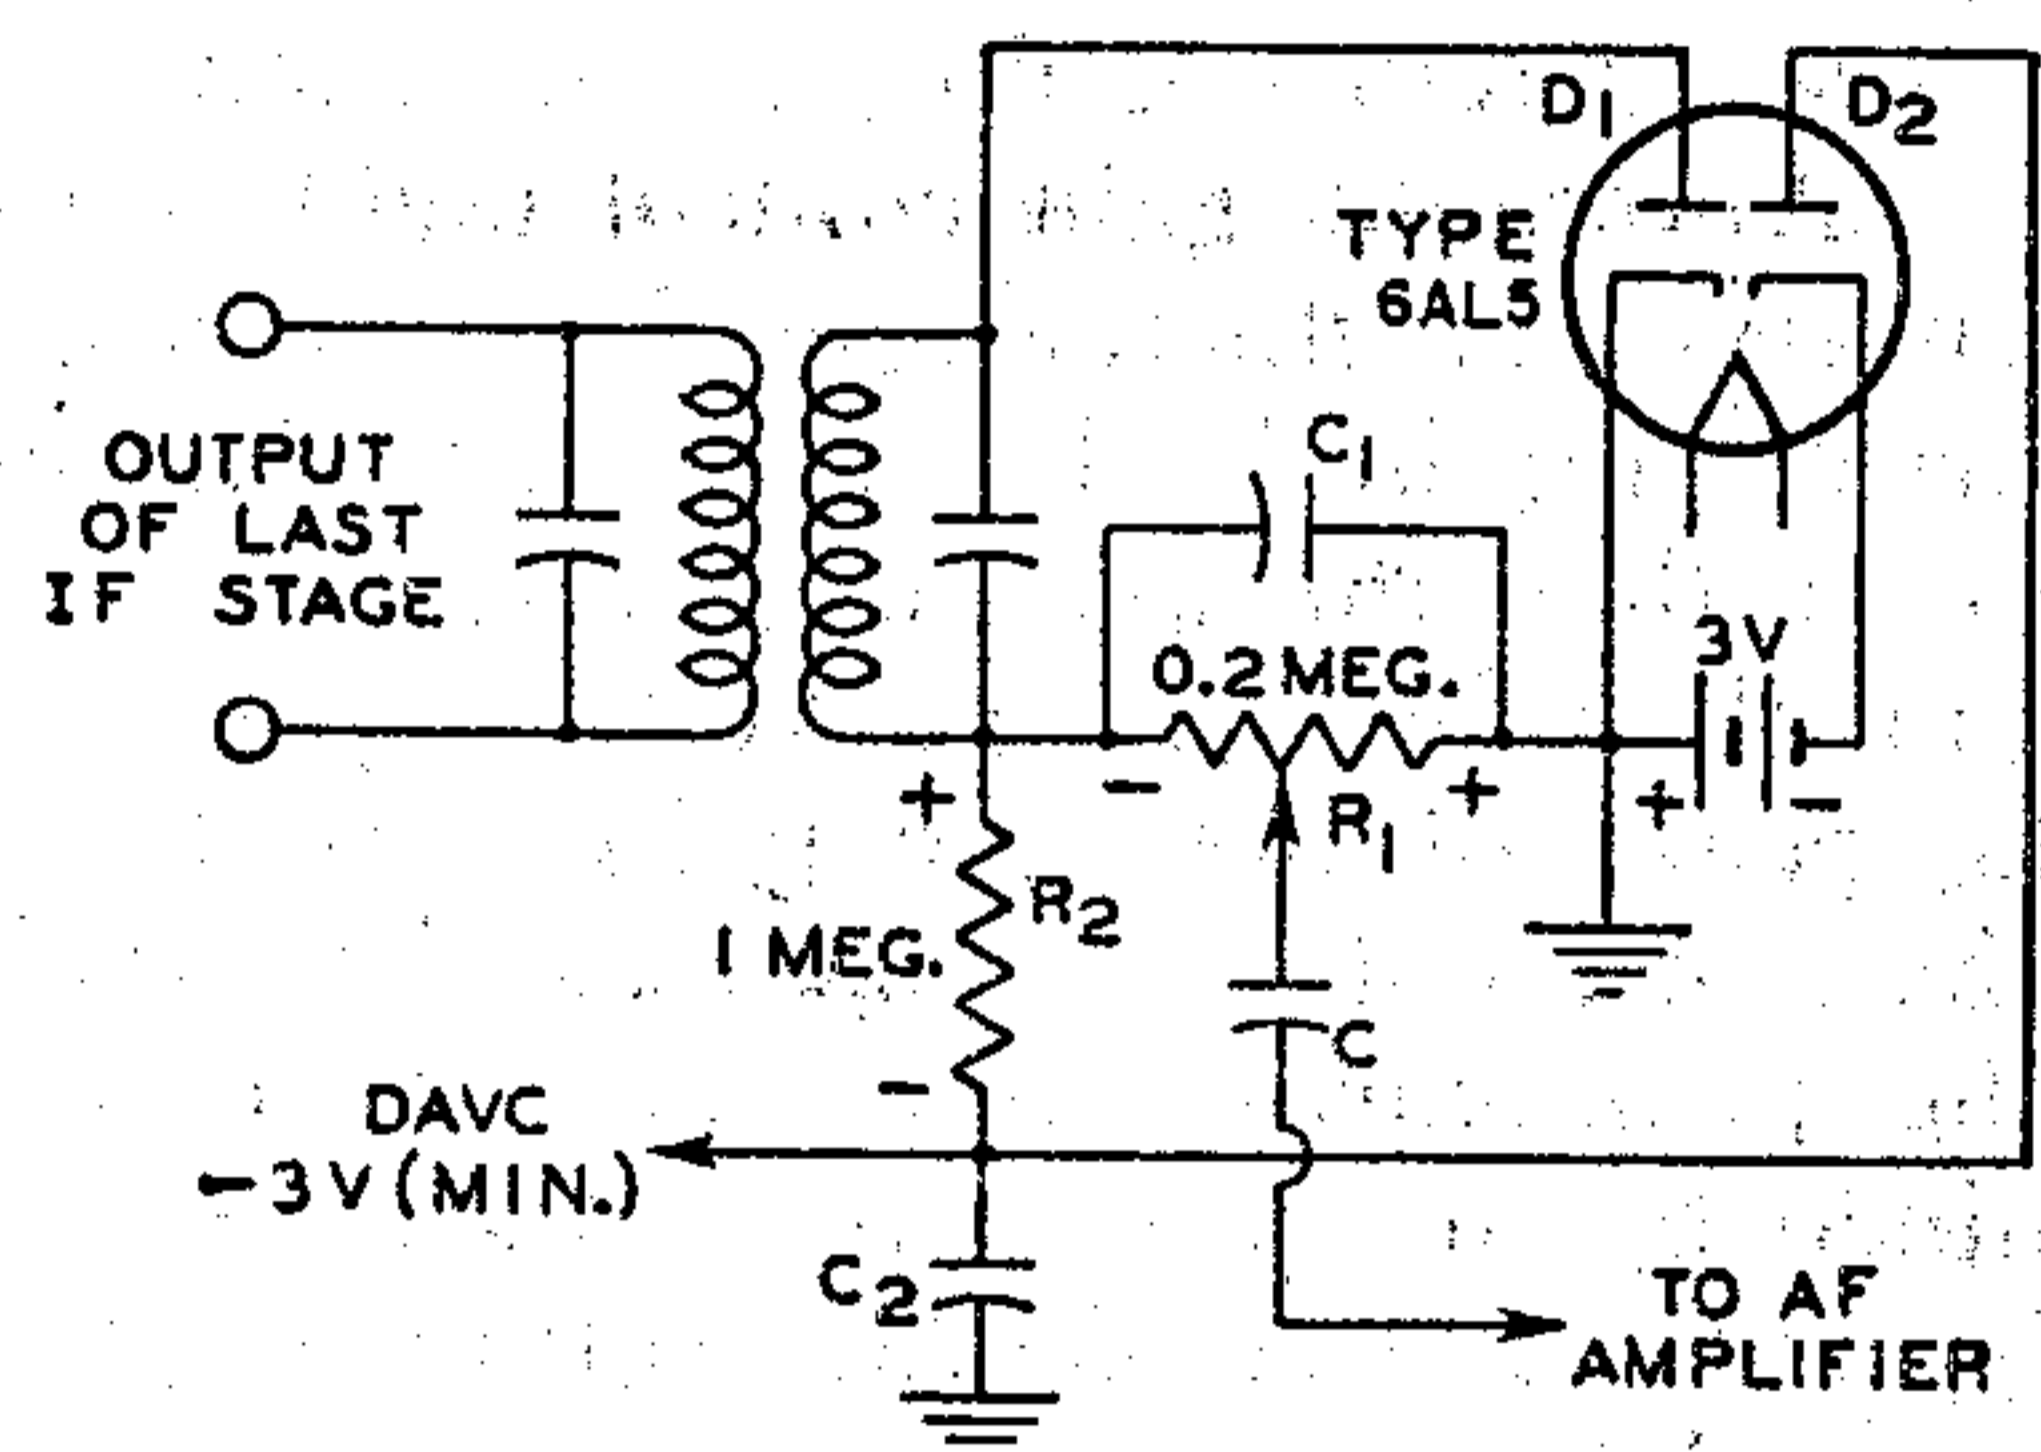 D1
D2
TYPE
6AL5
OUTPUT
OF LAST
IF STAGE
C1
3V
0.2 MEG.
+
-
+
+
-
R1
R2
1 MEG.
-
C
DAVC
-3V (MIN.)
C2
TO AF
AMPLIFIER